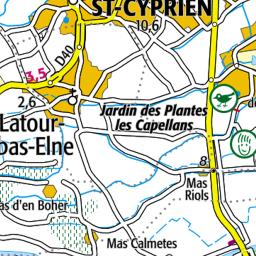 ST-CYPRIEN
10,6
D40
3,5
2,6
Jardin des Plantes
les Capellans
Latour-
bas-Elne
8
Mas
Riols
as d'en Boher
Mas Calmetes